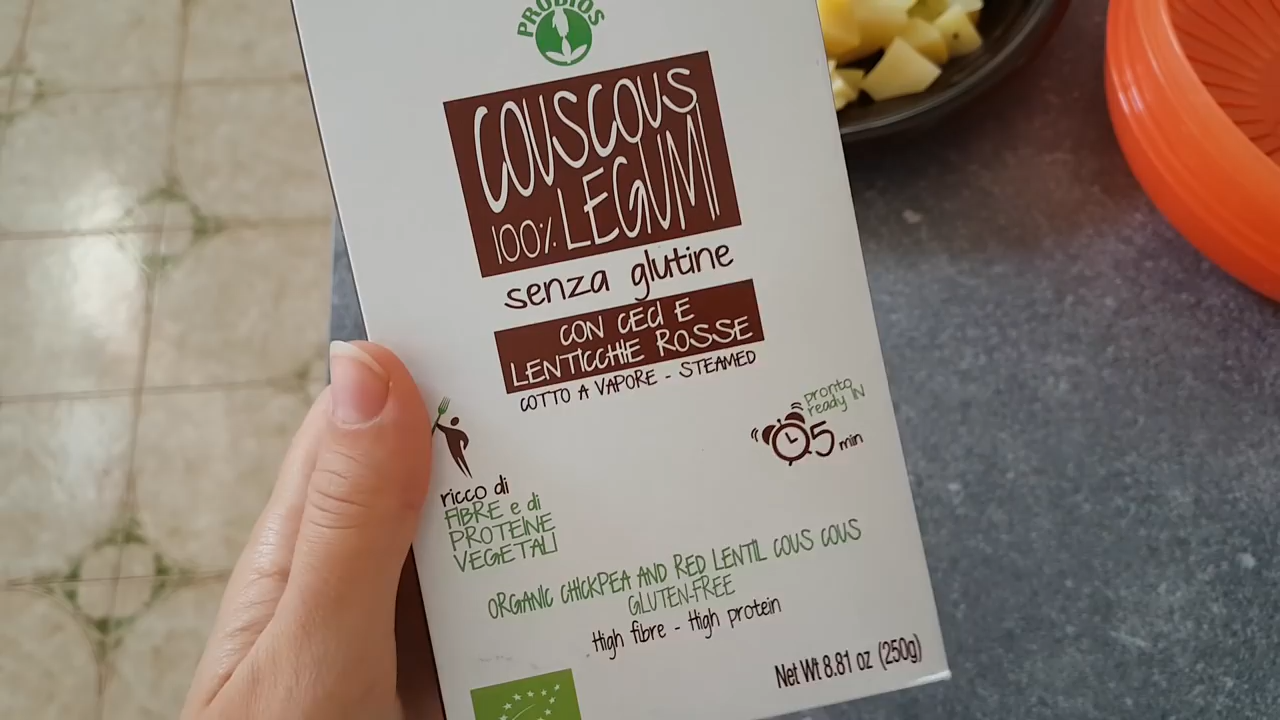 PROBIOS
COUSCOUS
100% LEGUMI
senza glutine
CON CECI E
LENTICCHIE ROSSE
COTTO A VAPORE - STEAMED
pronto
ready IN
5 min
ricco di
FIBRE e di
PROTEINE
VEGETALI
ORGANIC CHICKPEA AND RED LENTIL COUS COUS
GLUTEN-FREE
High fibre - High protein
Net Wt 8.81 oz (250g)